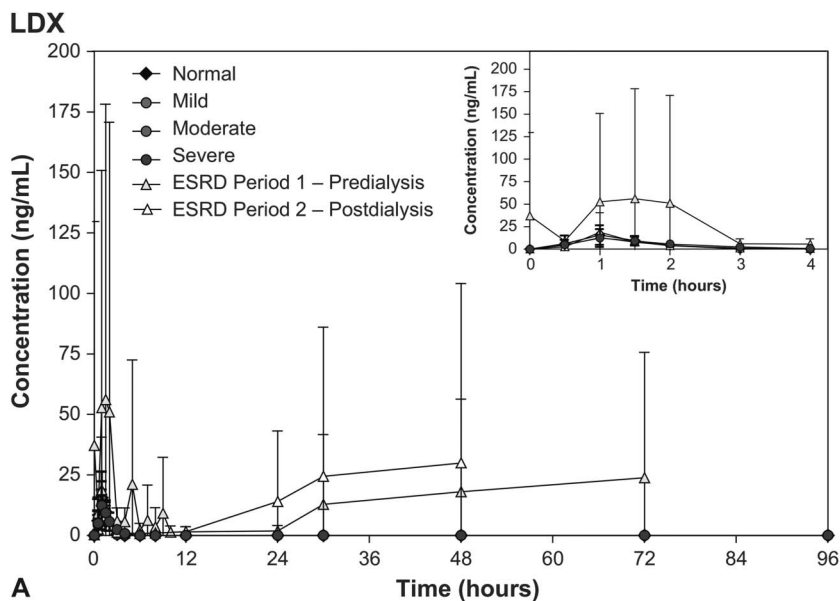 LDX
200
175
150
125
100
75
50
25
0
Concentration (ng/mL)
Normal
Mild
Moderate
Severe
ESRD Period 1 – Predialysis
ESRD Period 2 – Postdialysis
200
175
150
125
100
75
50
25
0
Concentration (ng/mL)
0 1 2 3 4
Time (hours)
0 12 24 36 48 60 72 84 96
Time (hours)
A